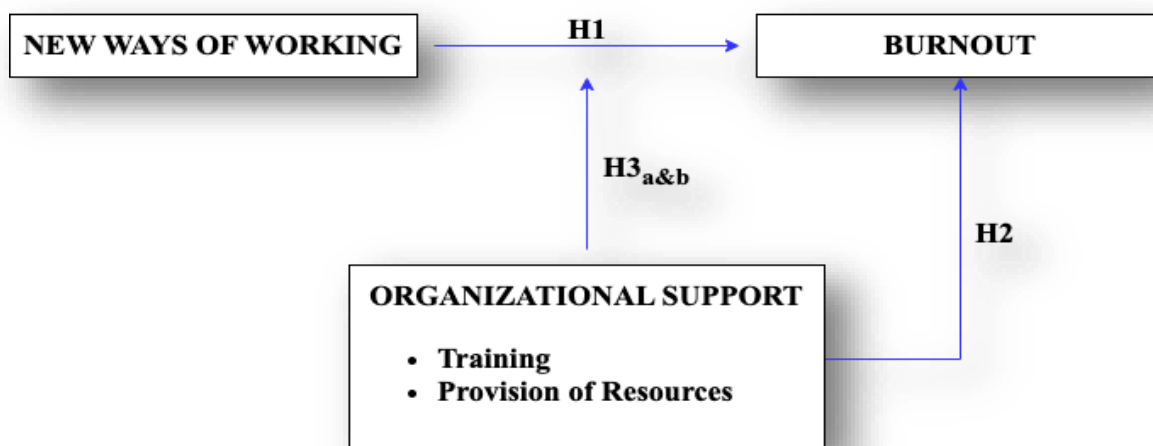 NEW WAYS OF WORKING
H1
BURNOUT
H3a&b
H2
ORGANIZATIONAL SUPPORT
• Training
• Provision of Resources